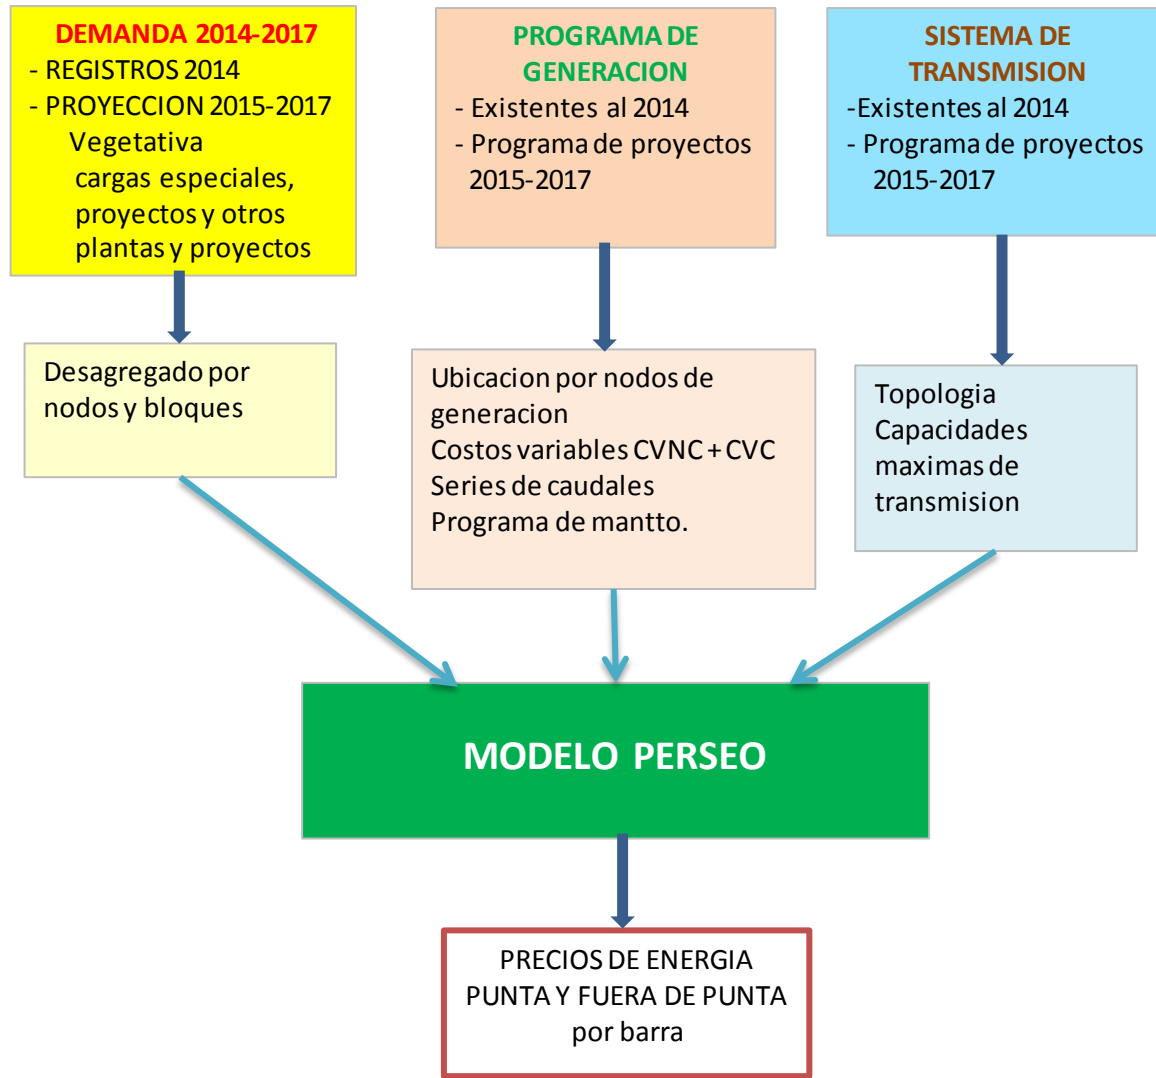 DEMANDA 2014-2017
- REGISTROS 2014
- PROYECCION 2015-2017
Vegetativa
cargas especiales,
proyectos y otros
plantas y proyectos
PROGRAMA DE
GENERACION
- Existentes al 2014
- Programa de proyectos
2015-2017
SISTEMA DE
TRANSMISION
-Existentes al 2014
- Programa de proyectos
2015-2017
Desagregado por
nodos y bloques
Ubicacion por nodos de
generacion
Costos variables CVNC + CVC
Series de caudales
Programa de mantto.
Topologia
Capacidades
maximas de
transmision
MODELO PERSEO
PRECIOS DE ENERGIA
PUNTA Y FUERA DE PUNTA
por barra